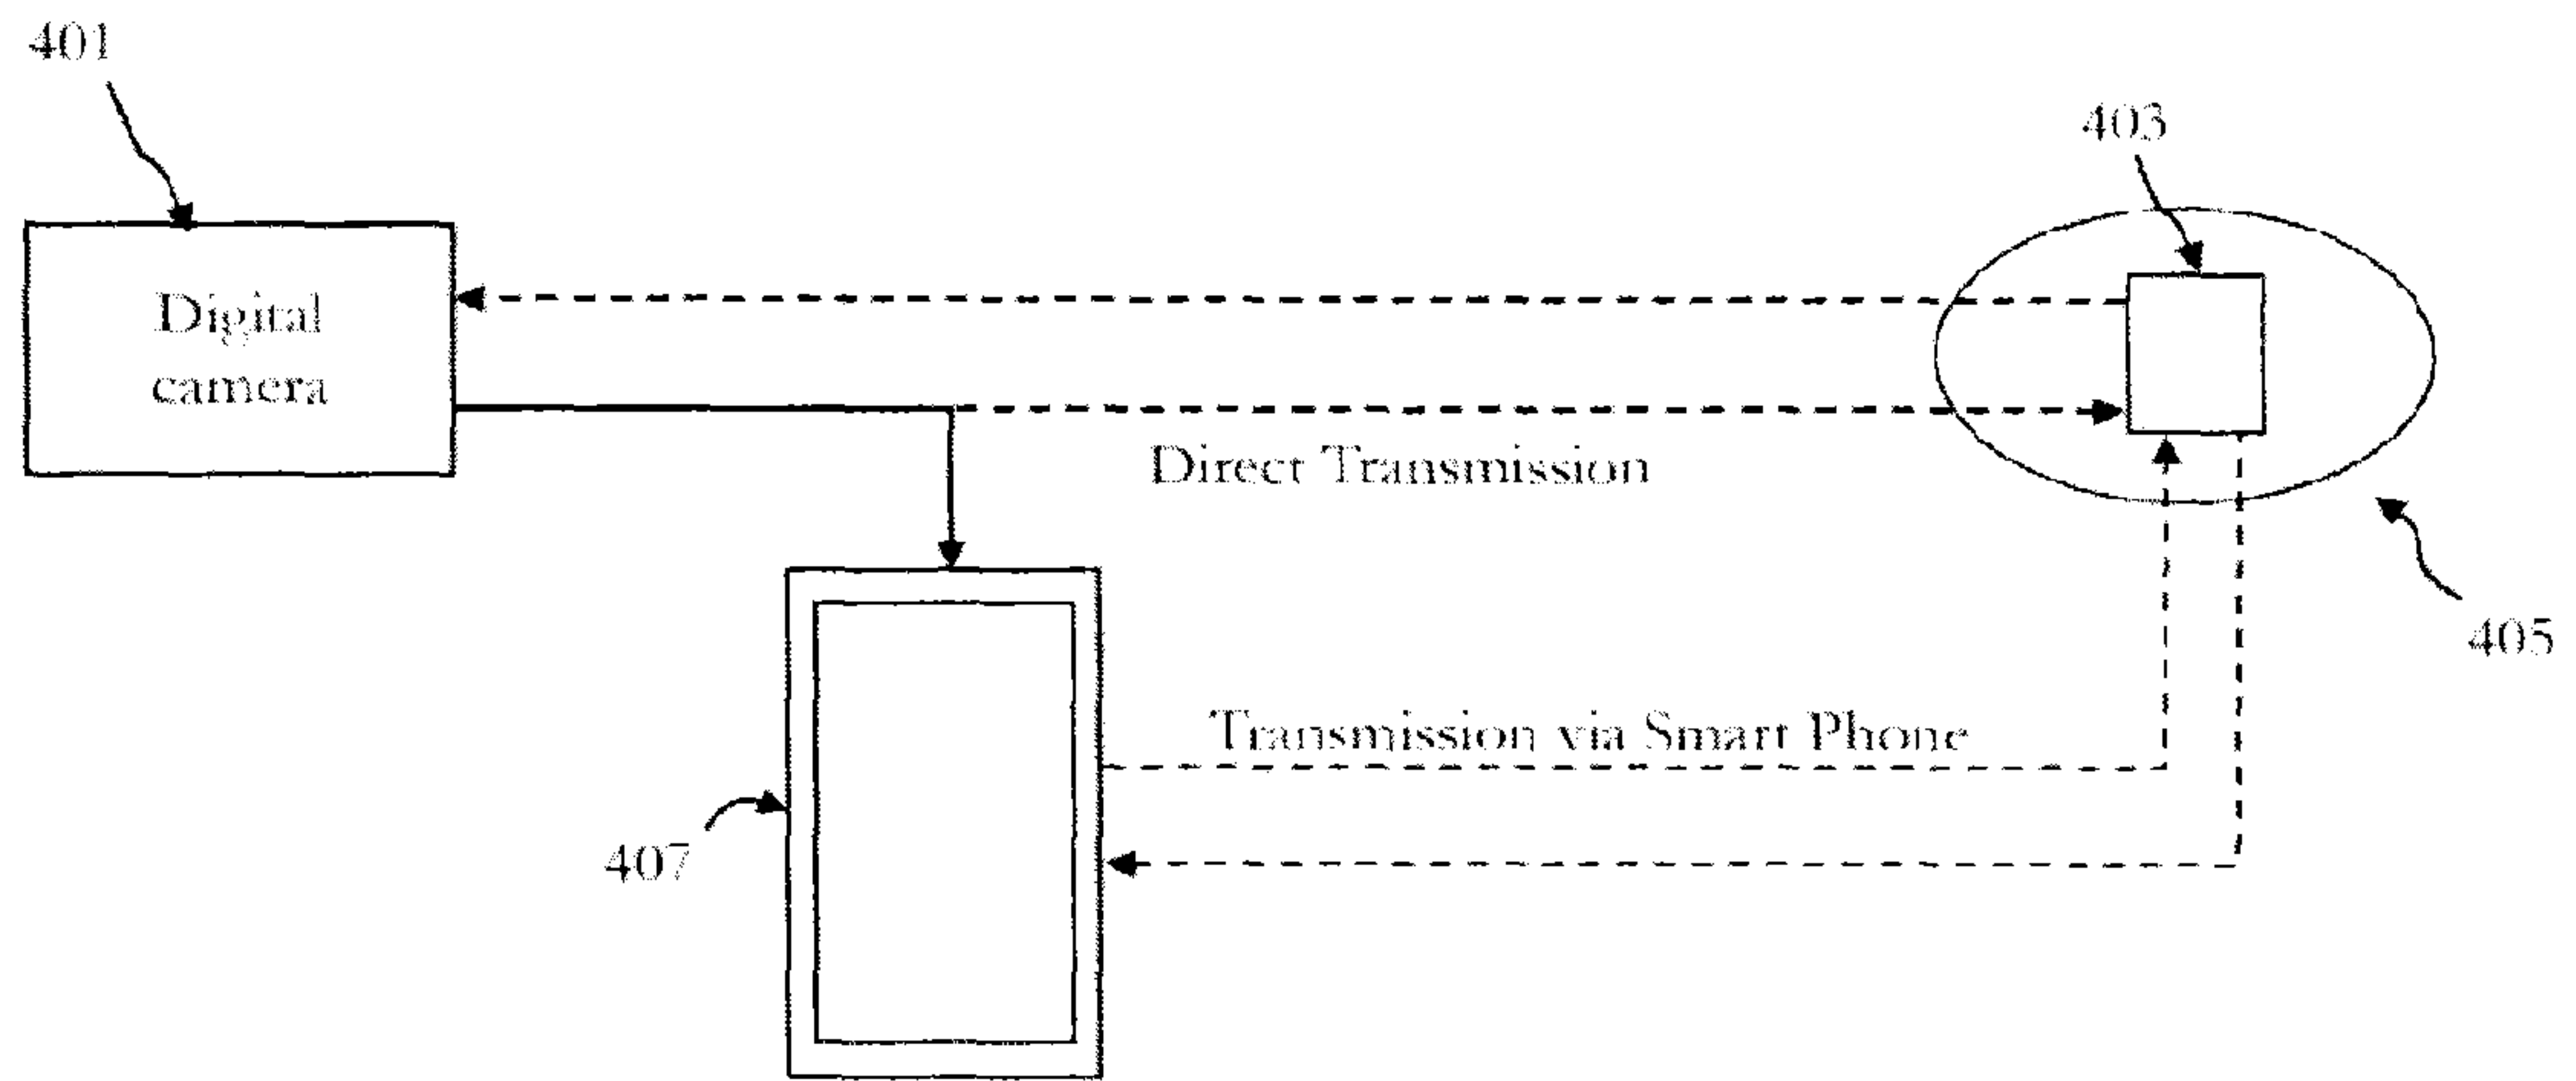 401
403
Digital
camera
Direct Transmission
405
Transmission via Smart Phone
407